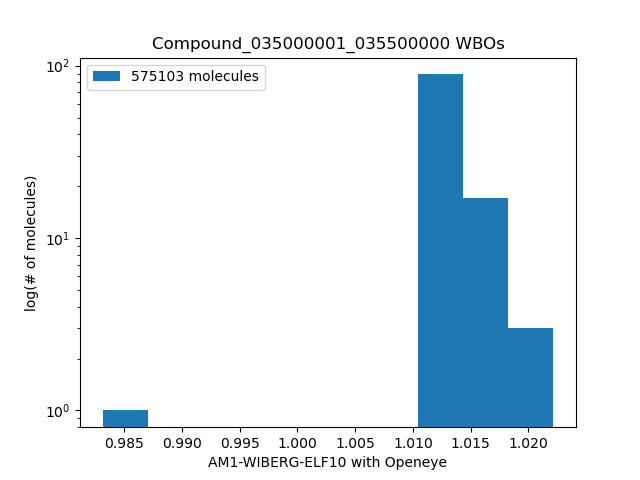 Compound_035000001_035500000 WBOs
575103 molecules
log(# of molecules)
10²
10¹
10⁰
0.985 0.990 0.995 1.000 1.005 1.010 1.015 1.020
AM1-WIBERG-ELF10 with Openeye